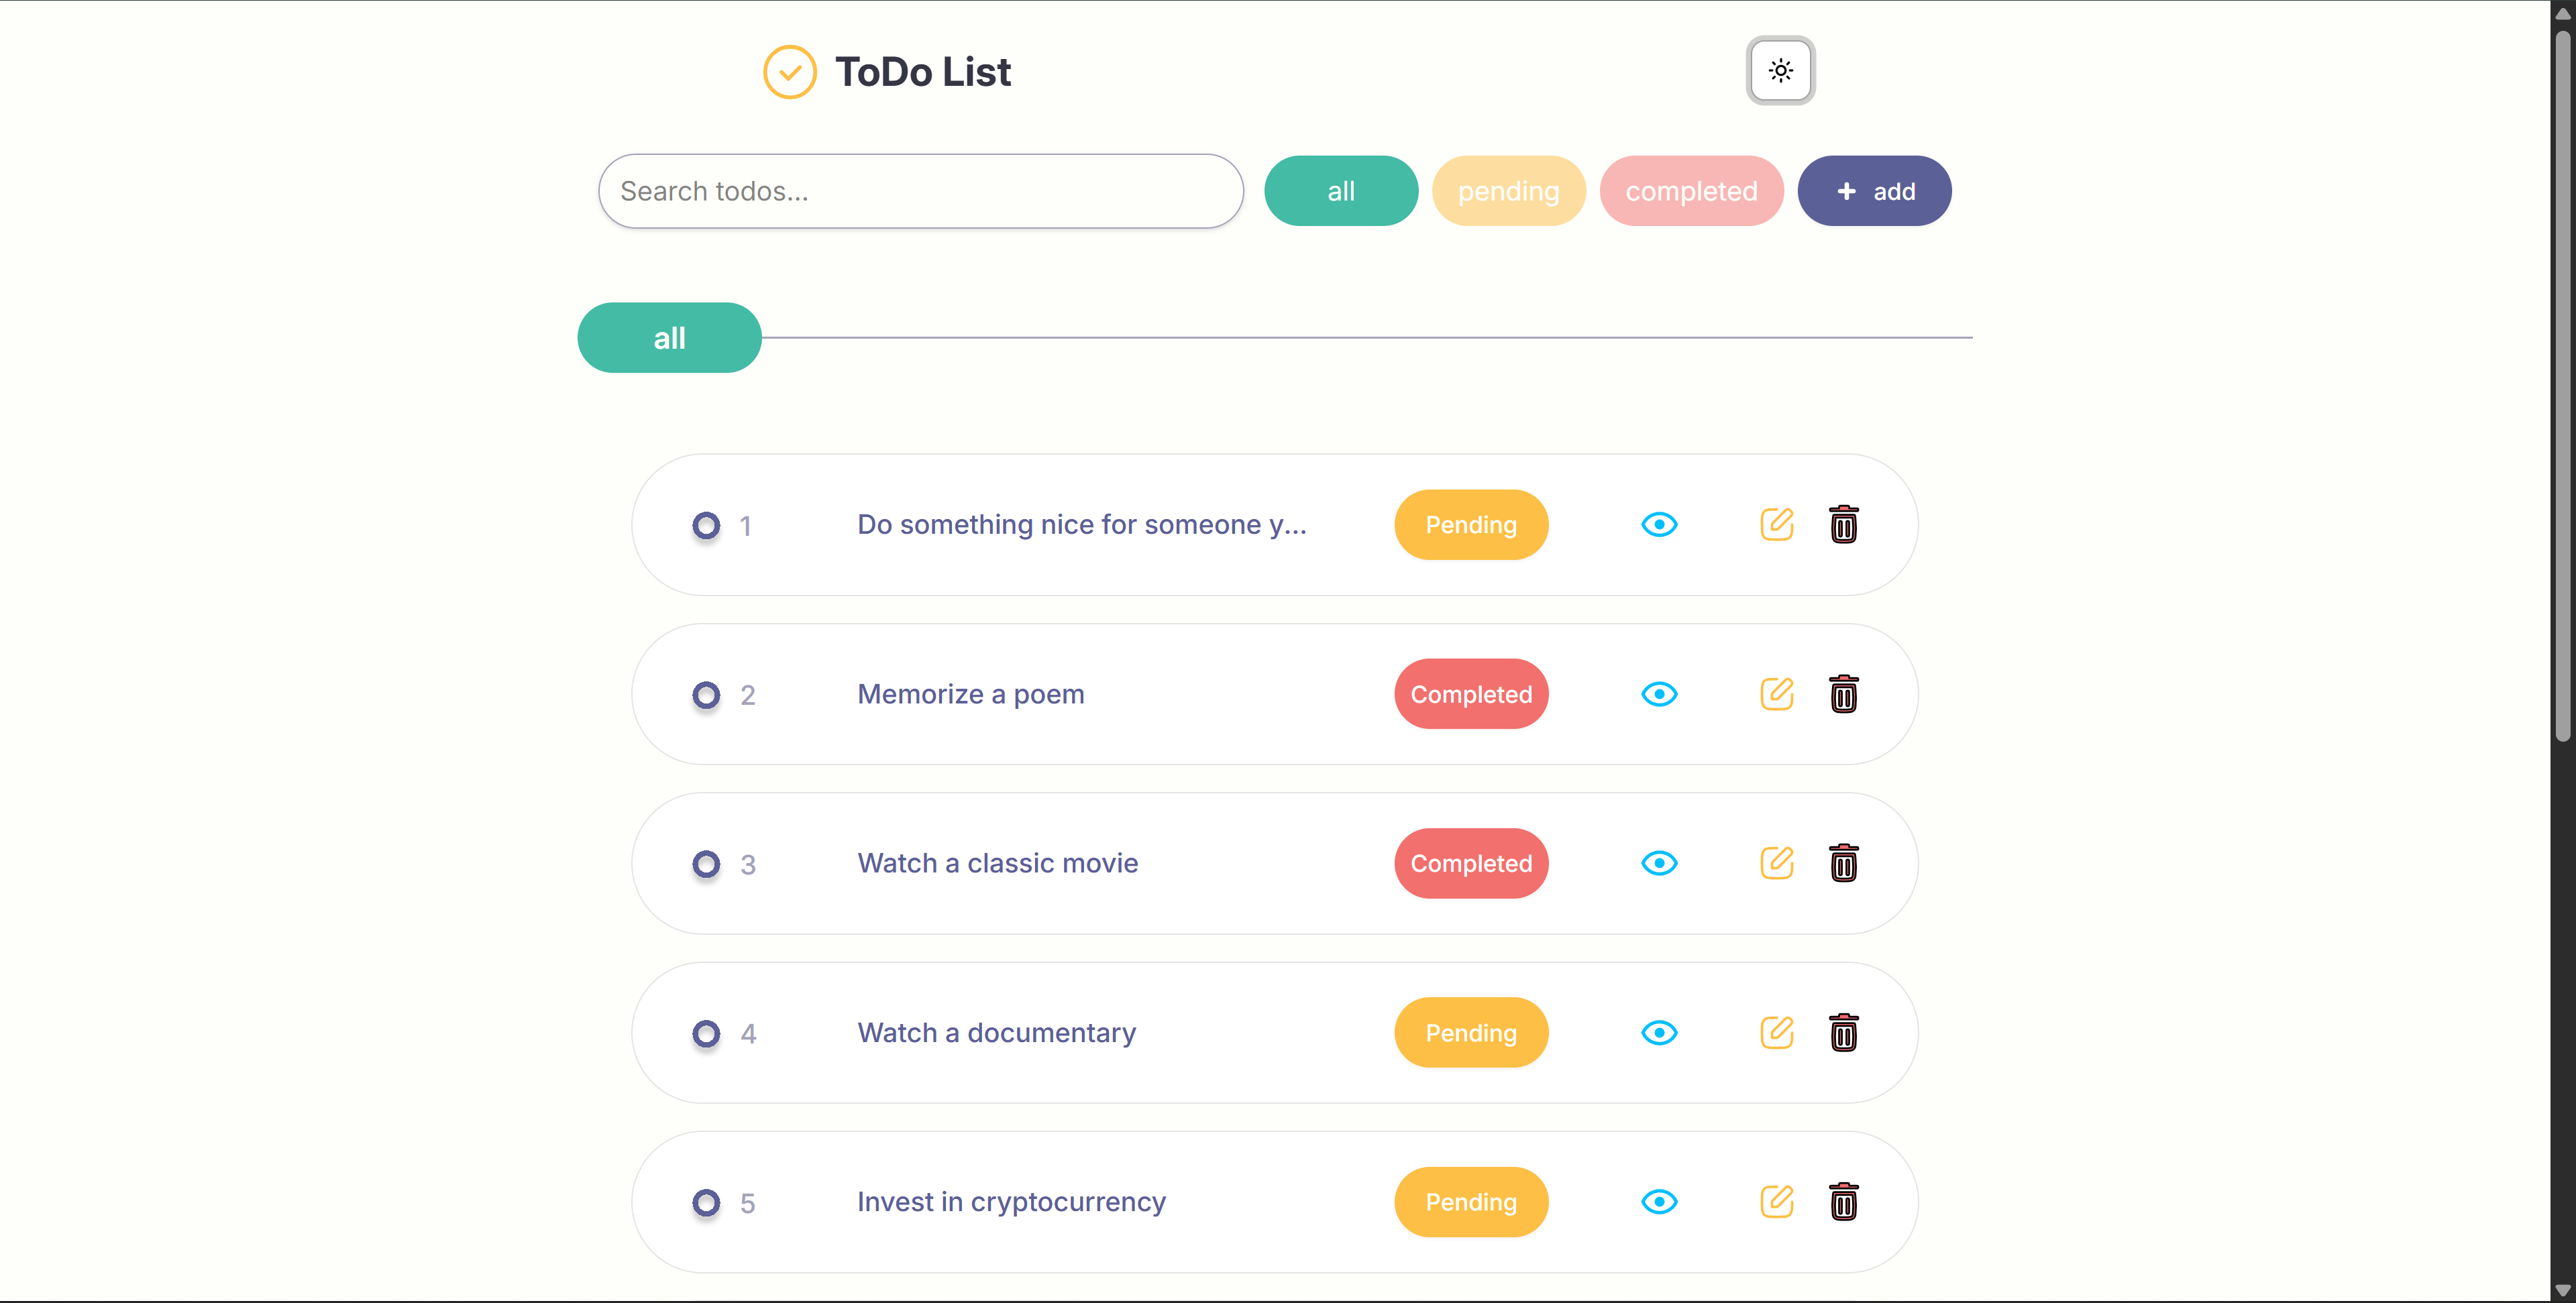 ToDo List
Search todos...
all
pending
completed
+ add
all
1 Do something nice for someone y... Pending
2 Memorize a poem Completed
3 Watch a classic movie Completed
4 Watch a documentary Pending
5 Invest in cryptocurrency Pending